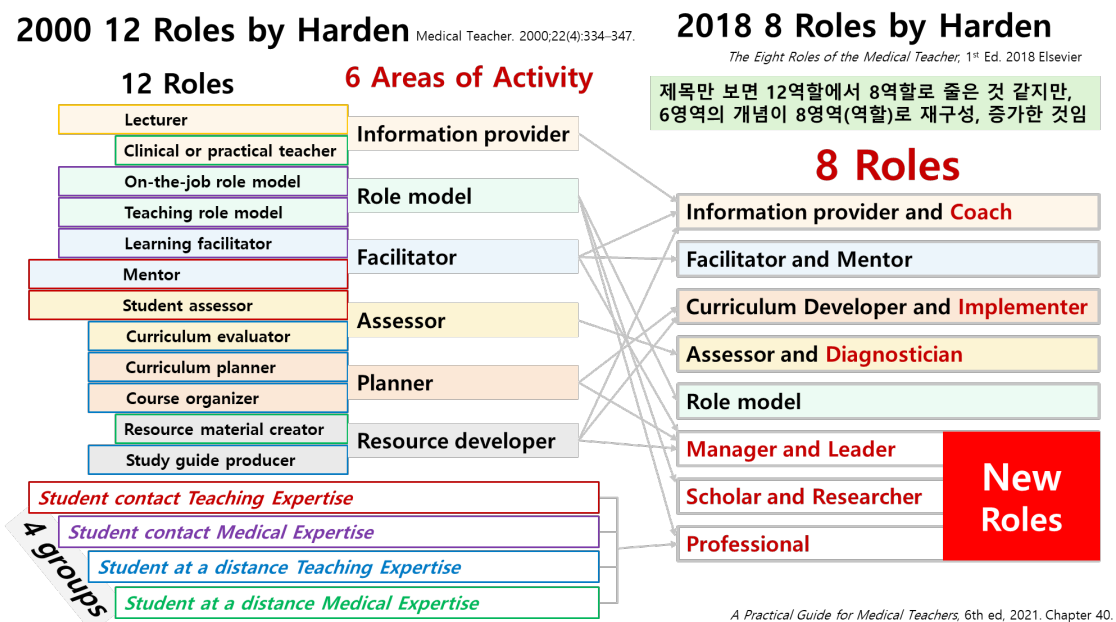 2000 12 Roles by Harden Medical Teacher. 2000;22(4):334–347.
12 Roles
6 Areas of Activity
Lecturer
Clinical or practical teacher
On-the-job role model
Teaching role model
Learning facilitator
Mentor
Student assessor
Curriculum evaluator
Curriculum planner
Course organizer
Resource material creator
Study guide producer
Information provider
Role model
Facilitator
Assessor
Planner
Resource developer
4 groups
Student contact Teaching Expertise
Student contact Medical Expertise
Student at a distance Teaching Expertise
Student at a distance Medical Expertise
2018 8 Roles by Harden
The Eight Roles of the Medical Teacher, 1st Ed. 2018 Elsevier
제목만 보면 12역할에서 8역할로 줄은 것 같지만,
6영역의 개념이 8영역(역할)로 재구성, 증가한 것임
8 Roles
Information provider and Coach
Facilitator and Mentor
Curriculum Developer and Implementer
Assessor and Diagnostician
Role model
Manager and Leader
Scholar and Researcher
Professional
New
Roles
A Practical Guide for Medical Teachers, 6th ed, 2021. Chapter 40.